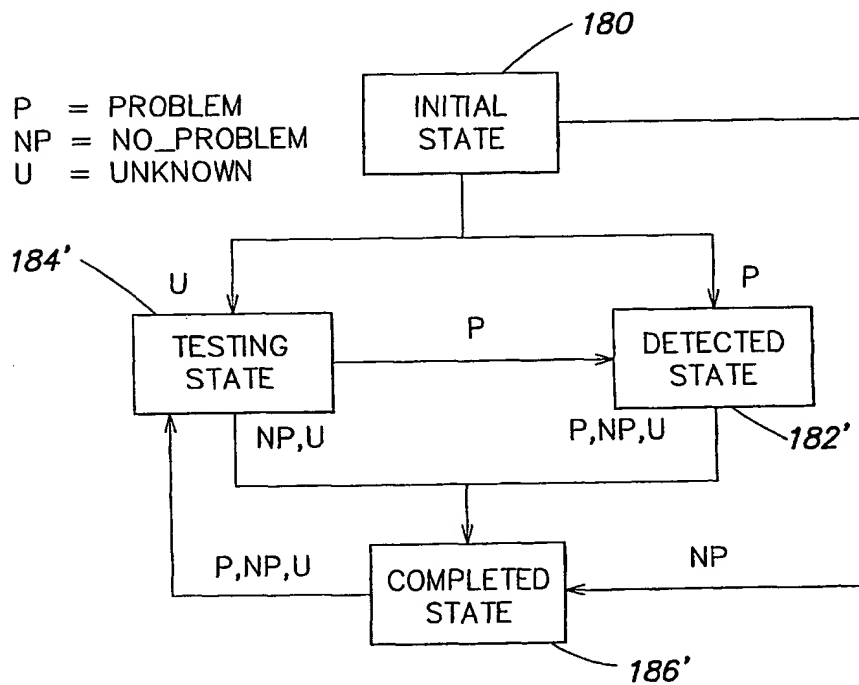 180
P = PROBLEM
NP = NO_PROBLEM
U = UNKNOWN
INITIAL
STATE
184'
U
P
TESTING
STATE
P
DETECTED
STATE
NP,U
P,NP,U
182'
P,NP,U
COMPLETED
STATE
NP
186'